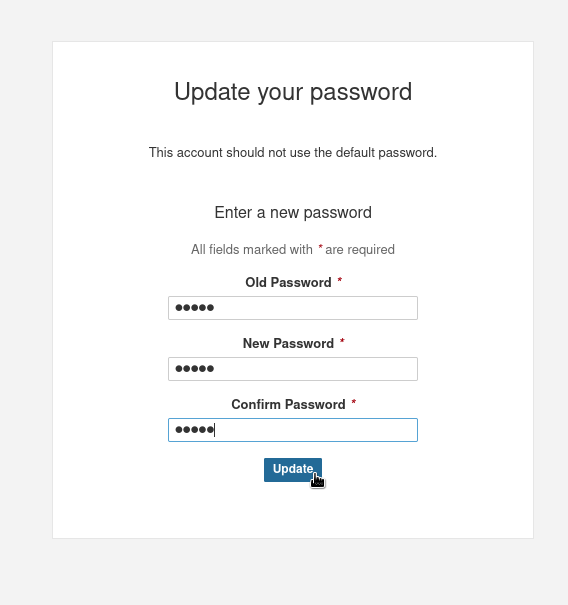 Update your password
This account should not use the default password.
Enter a new password
All fields marked with * are required
Old Password *
●●●●●
New Password *
●●●●●
Confirm Password *
●●●●●
Update